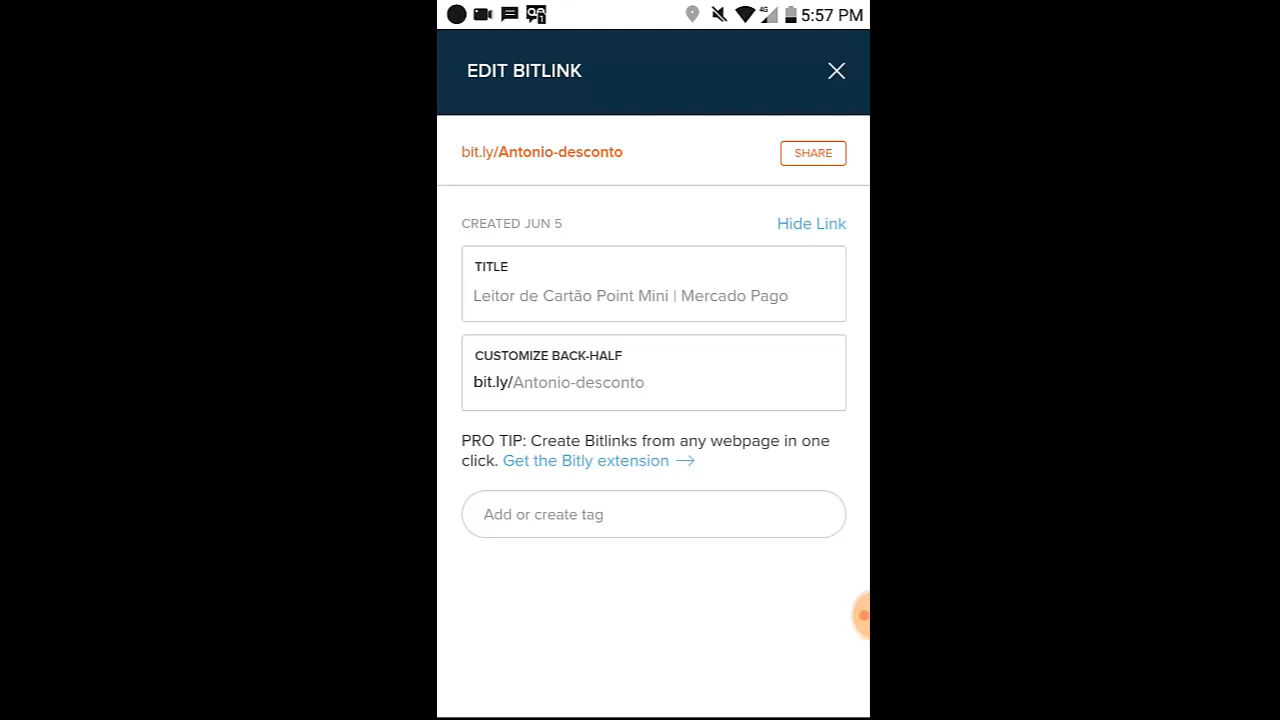 4G
5:57 PM
EDIT BITLINK
bit.ly/Antonio-desconto
SHARE
CREATED JUN 5
Hide Link
TITLE
Leitor de Cartão Point Mini | Mercado Pago
CUSTOMIZE BACK-HALF
bit.ly/Antonio-desconto
PRO TIP: Create Bitlinks from any webpage in one
click. Get the Bitly extension →
Add or create tag